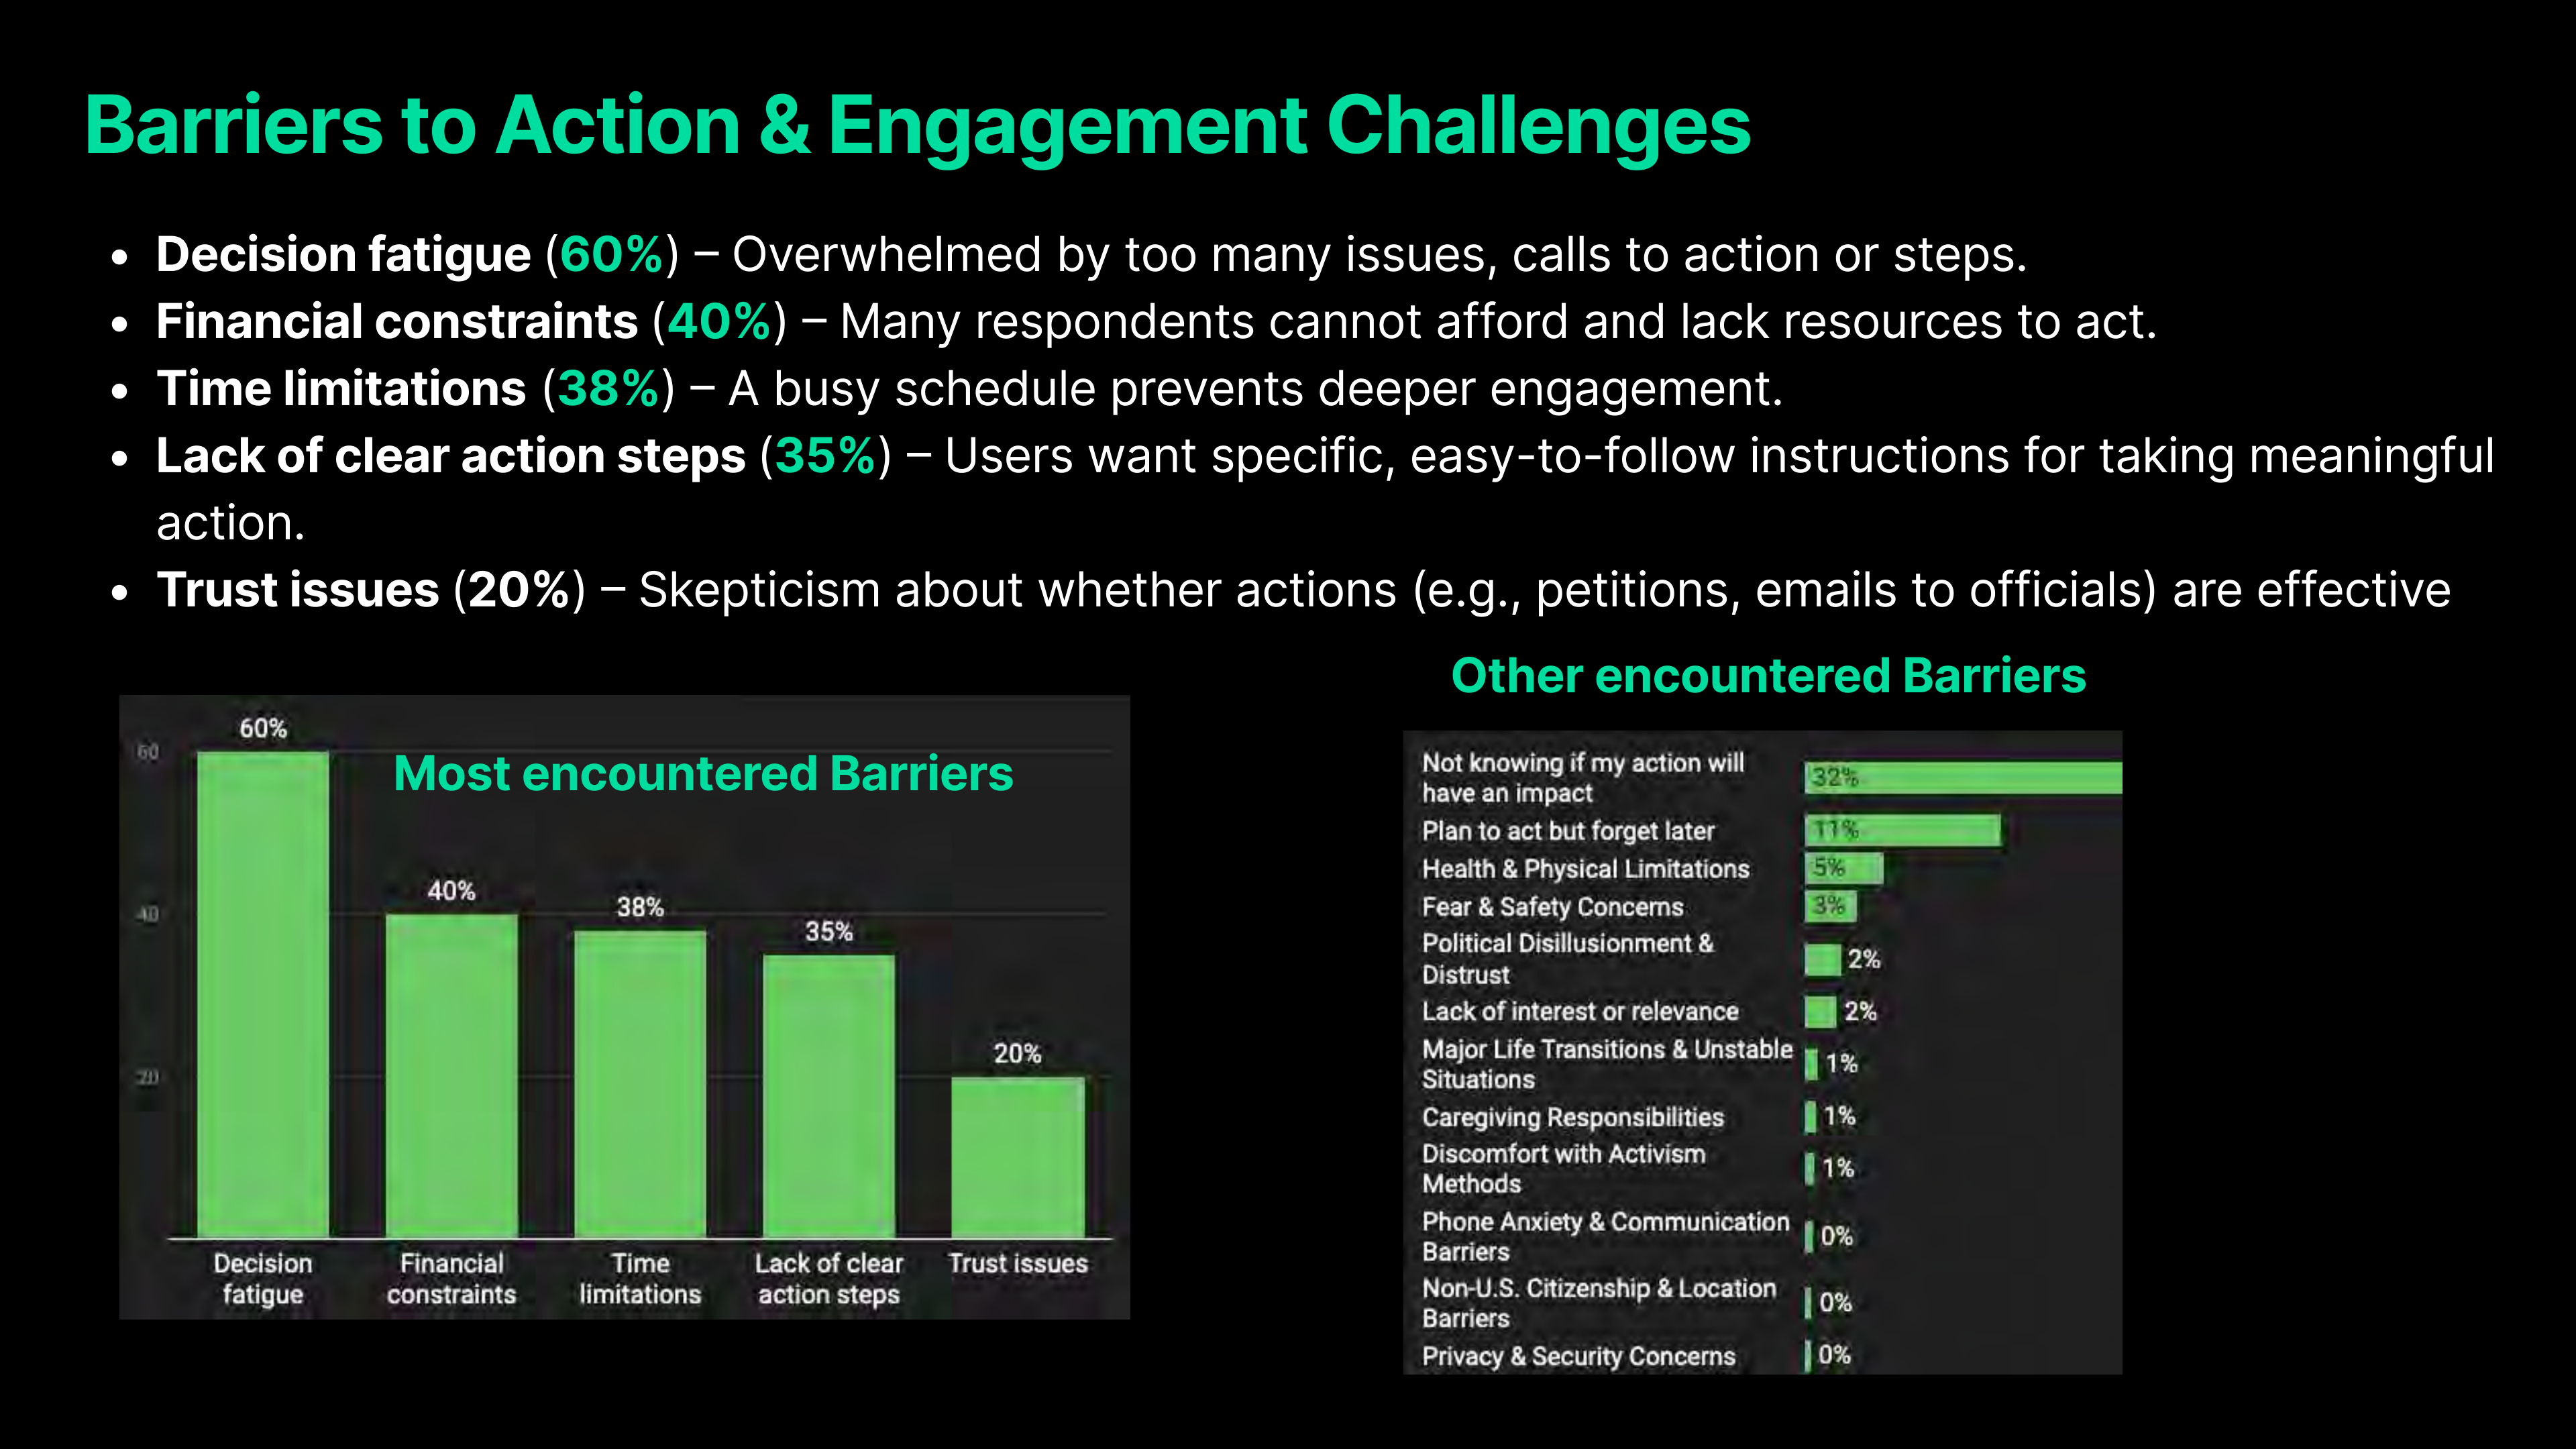 Barriers to Action & Engagement Challenges
• Decision fatigue (60%) – Overwhelmed by too many issues, calls to action or steps.
• Financial constraints (40%) – Many respondents cannot afford and lack resources to act.
• Time limitations (38%) – A busy schedule prevents deeper engagement.
• Lack of clear action steps (35%) – Users want specific, easy-to-follow instructions for taking meaningful
action.
• Trust issues (20%) – Skepticism about whether actions (e.g., petitions, emails to officials) are effective
Most encountered Barriers
60
40
20
60%
40%
38%
35%
20%
Decision
fatigue
Financial
constraints
Time
limitations
Lack of clear
action steps
Trust issues
Other encountered Barriers
Not knowing if my action will
have an impact
32%
Plan to act but forget later
11%
Health & Physical Limitations
5%
Fear & Safety Concerns
3%
Political Disillusionment &
Distrust
2%
Lack of interest or relevance
2%
Major Life Transitions & Unstable
Situations
1%
Caregiving Responsibilities
1%
Discomfort with Activism
Methods
1%
Phone Anxiety & Communication
Barriers
0%
Non-U.S. Citizenship & Location
Barriers
0%
Privacy & Security Concerns
0%